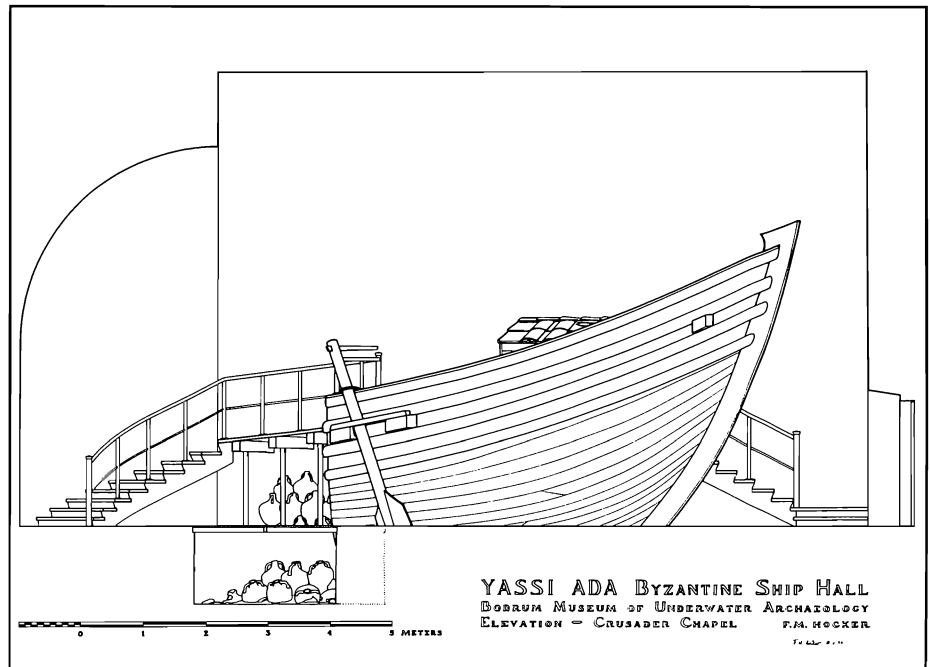 YASSI ADA BYZANTINE SHIP HALL
BODRUM MUSEUM OF UNDERWATER ARCHAEOLOGY
ELEVATION – CRUSADER CHAPEL F.M. HOCKER
0 1 2 3 4 5 METERS